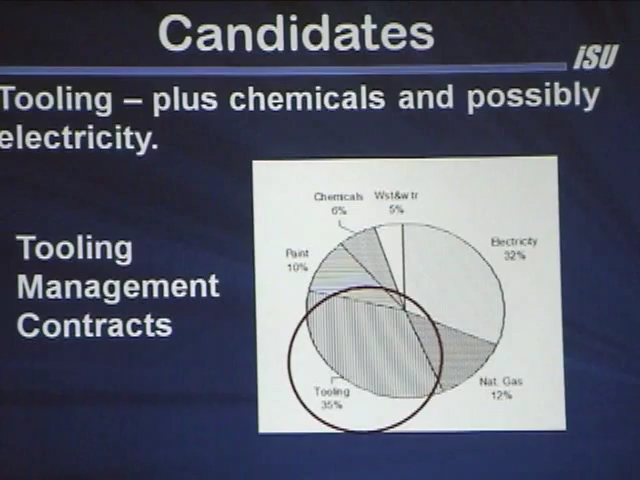 Candidates
iSU
Tooling – plus chemicals and possibly
electricity.
Tooling
Management
Contracts
Chemicals
6%
Wst&wtr
5%
Electricity
32%
Paint
10%
Nat. Gas
12%
Tooling
35%